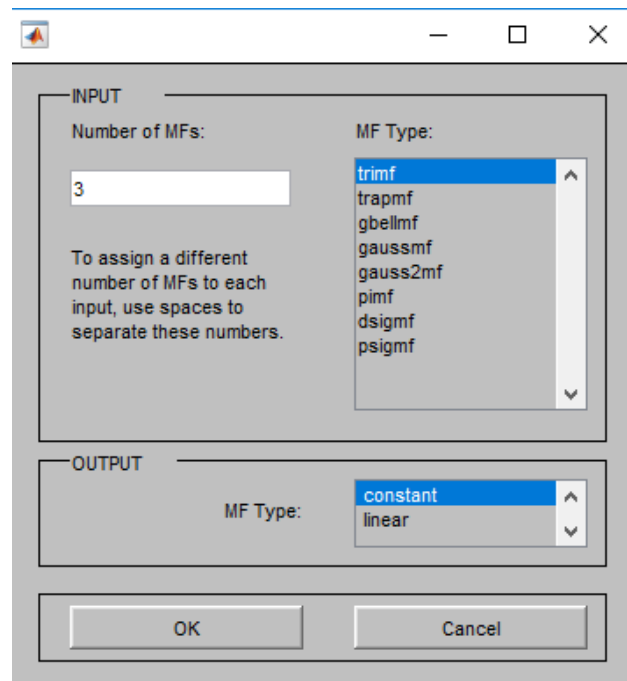 INPUT
Number of MFs:
3
To assign a different
number of MFs to each
input, use spaces to
separate these numbers.
MF Type:
trimf
trapmf
gbellmf
gaussmf
gauss2mf
pimf
dsigmf
psigmf
OUTPUT
MF Type:
constant
linear
OK
Cancel